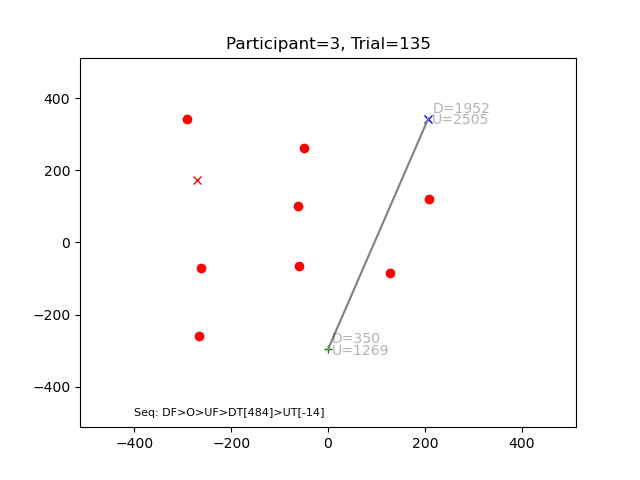 Participant=3, Trial=135
400
200
0
−200
−400
D=1952
U=2505
D=350
U=1269
Seq: DF>O>UF>DT[484]>UT[-14]
−400
−200
0
200
400